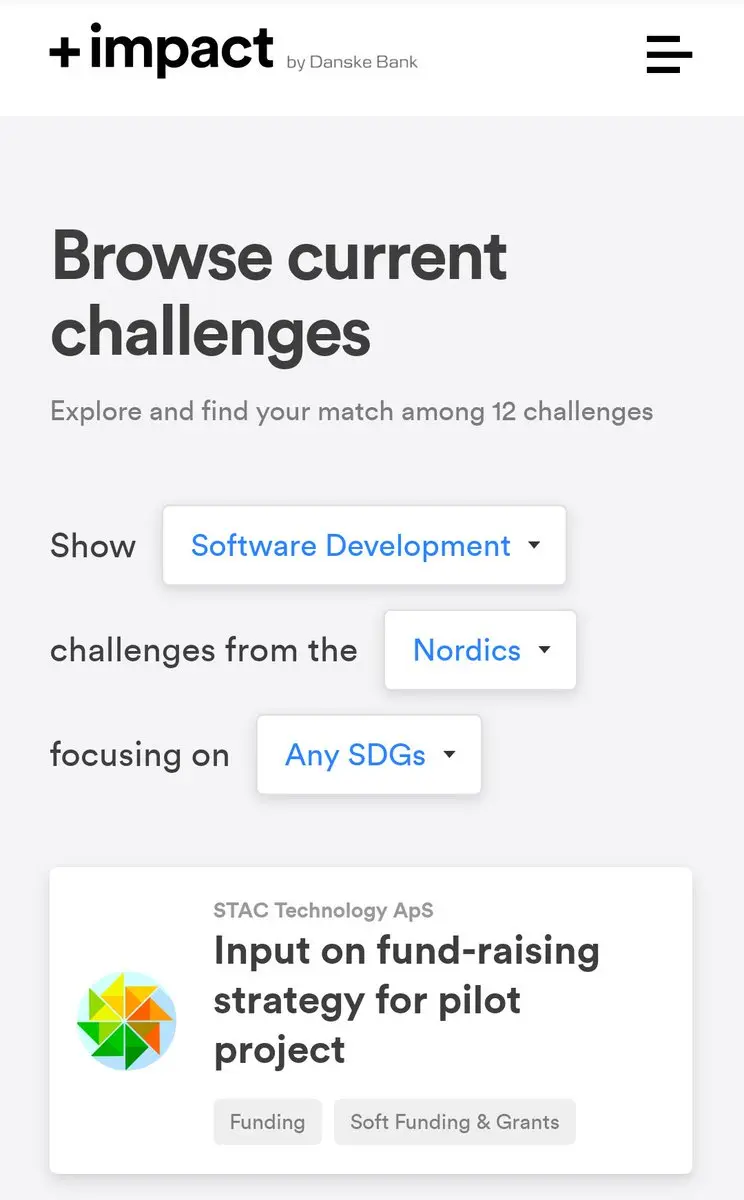 +impact by Danske Bank
Browse current
challenges
Explore and find your match among 12 challenges
Show Software Development
challenges from the Nordics
focusing on Any SDGs
STAC Technology ApS
Input on fund-raising
strategy for pilot
project
Funding Soft Funding & Grants